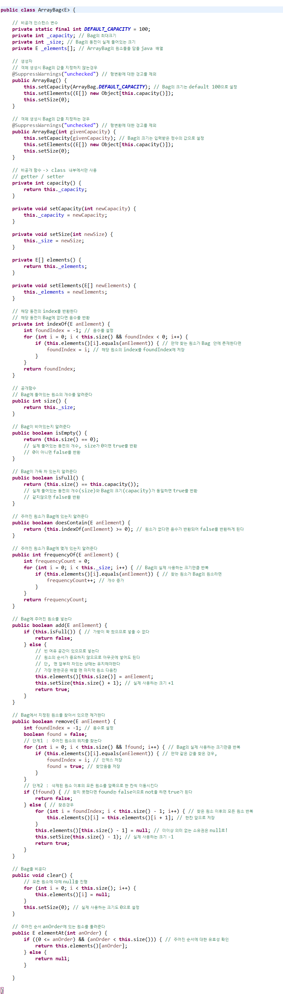 public class ArrayBag<E> {

    // 비공개 인스턴스 변수
    private static final int DEFAULT_CAPACITY = 100;
    private int _capacity; // Bag의 최대크기
    private int _size; // Bag의 동전이 실제 들어있는 크기
    private E _elements[]; // ArrayBag의 원소들을 담을 java 배열

    // 생성자
    // 객체 생성시 Bag의 값을 지정하지 않는경우
    @SuppressWarnings("unchecked") // 형변환에 대한 경고를 제외
    public ArrayBag() {
        this.setCapacity(ArrayBag.DEFAULT_CAPACITY); // Bag의 크기는 default 100으로 설정
        this.setElements((E[]) new Object[this.capacity()]);
        this.setSize(0);
    }

    // 객체 생성시 Bag의 값을 지정하는 경우
    @SuppressWarnings("unchecked") // 형변환에 대한 경고를 제외
    public ArrayBag(int givenCapacity) {
        this.setCapacity(givenCapacity); // Bag의 크기는 입력받은 정수의 값으로 설정
        this.setElements((E[]) new Object[this.capacity()]);
        this.setSize(0);
    }

    // 비공개 함수 -> class 내부에서만 사용
    // getter / setter
    private int capacity() {
        return this._capacity;
    }

    private void setCapacity(int newCapacity) {
        this._capacity = newCapacity;
    }

    private void setSize(int newSize) {
        this._size = newSize;
    }

    private E[] elements() {
        return this._elements;
    }

    private void setElements(E[] newElements) {
        this._elements = newElements;
    }

    // 해당 동전의 index를 반환한다
    // 해당 동전이 Bag에 없다면 음수를 반환
    private int indexOf(E anElement) {
        int foundIndex = -1; // 음수를 설정
        for (int i = 0; i < this.size() && foundIndex < 0; i++) {
            if (this.elements()[i].equals(anElement)) { // 만약 찾는 원소가 Bag 안에 존재한다면
                foundIndex = i; // 해당 원소의 index를 foundIndex에 저장
            }
        }
        return foundIndex;
    }

    // 공개함수
    // Bag에 들어있는 원소의 개수를 알려준다
    public int size() {
        return this._size;
    }

    // Bag이 비어있는지 알려준다
    public boolean isEmpty() {
        return (this.size() == 0);
        // 실제 들어있는 동전의 개수, size가 0이면 true를 반환
        // 0이 아니면 false를 반환
    }

    // Bag이 가득 차 있는지 알려준다
    public boolean isFull() {
        return (this.size() == this.capacity());
        // 실제 들어있는 동전의 개수(size)와 Bag의 크기(capacity)가 동일하면 true를 반환
        // 같지않으면 false를 반환
    }

    // 주어진 원소가 Bag에 있는지 알려준다
    public boolean doesContain(E anElement) {
        return (this.indexOf(anElement) >= 0); // 원소가 없다면 음수가 반환되어 false를 반환하게 된다
    }

    // 주어진 원소가 Bag에 몇개 있는지 알려준다
    public int frequencyOf(E anElement) {
        int frequencyCount = 0;
        for (int i = 0; i < this._size; i++) { // Bag의 실제 사용하는 크기만큼 반복
            if (this.elements()[i].equals(anElement)) { // 찾는 원소가 Bag의 원소라면
                frequencyCount++; // 개수 증가
            }
        }
        return frequencyCount;
    }

    // Bag에 주어진 원소를 넣는다
    public boolean add(E anElement) {
        if (this.isFull()) { // 가방이 꽉 찼으므로 넣을 수 없다
            return false;
        } else {
            // 빈 여유 공간이 있으므로 넣는다
            // 원소의 순서가 중요하지 않으므로 아무곳에 넣어도 된다
            // 단, 맨 앞부터 차있는 상태는 유지해야한다
            // 가장 편한곳은 배열 맨 마지막 원소 다음칸
            this.elements()[this.size()] = anElement;
            this.setSize(this.size() + 1); // 실제 사용하는 크기 +1
            return true;
        }
    }

    // Bag에서 지정된 원소를 찾아서 있으면 제거한다
    public boolean remove(E anElement) {
        int foundIndex = -1; // 음수로 설정
        boolean found = false;
        // 단계1 : 주어진 원소의 위치를 찾는다
        for (int i = 0; i < this.size() && !found; i++) { // Bag의 실제 사용하는 크기만큼 반복
            if (this.elements()[i].equals(anElement)) { // 만약 같은 값을 찾은 경우,
                foundIndex = i; // 인덱스 저장
                found = true; // 찾았음을 저장
            }
        }
        // 단계2 : 삭제된 원소 이후의 모든 원소를 앞쪽으로 한 칸씩 이동시킨다
        if (!found) { // 찾지 못했다면 found는 false이므로 not을 하면 true가 된다
            return false;
        } else { // 찾은경우
            for (int i = foundIndex; i < this.size() - 1; i++) { // 찾은 원소 이후의 모든 원소 반복
                this.elements()[i] = this.elements()[i + 1]; // 한칸 앞으로 저장
            }
            this.elements()[this.size() - 1] = null; // 더이상 의미 없는 소유권은 null로!
            this.setSize(this.size() - 1); // 실제 사용하는 크기 -1
            return true;
        }
    }

    // Bag을 비운다
    public void clear() {
        // 모든 원소에 대해 null을 진행
        for (int i = 0; i < this.size(); i++) {
            this.elements()[i] = null;
        }
        this.setSize(0); // 실제 사용하는 크기도 0으로 설정
    }

    // 주어진 순서 anOrder에 있는 원소를 돌려준다
    public E elementAt(int anOrder) {
        if ((0 <= anOrder) && (anOrder < this.size())) { // 주어진 순서에 대한 유효성 확인
            return this.elements()[anOrder];
        } else {
            return null;
        }

    }

}